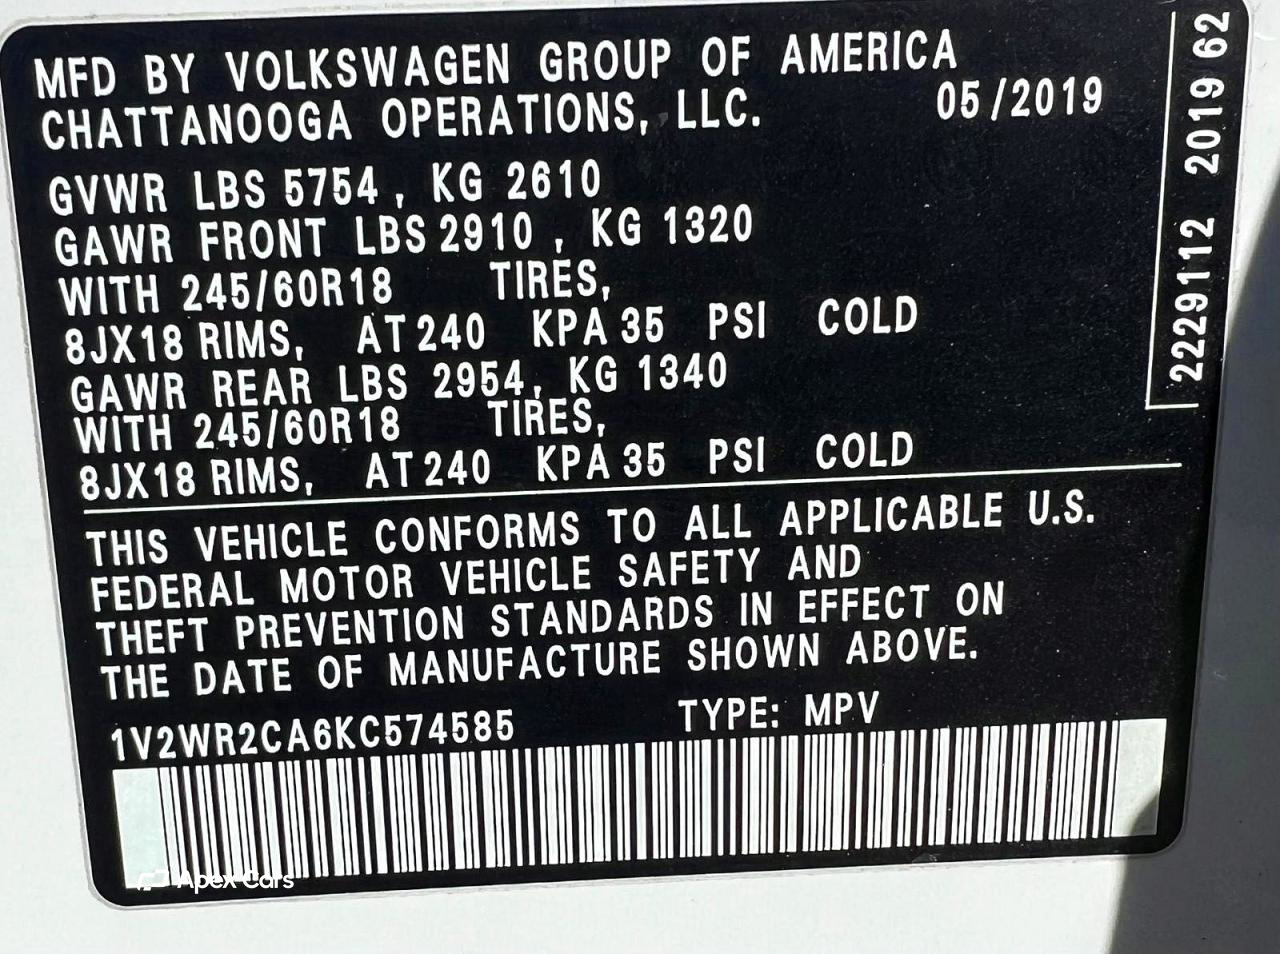 MFD BY VOLKSWAGEN GROUP OF AMERICA
CHATTANOOGA OPERATIONS, LLC. 05/2019
GVWR LBS 5754, KG 2610
GAWR FRONT LBS 2910, KG 1320
WITH 245/60R18 TIRES,
8JX18 RIMS, AT 240 KPA 35 PSI COLD
GAWR REAR LBS 2954, KG 1340
WITH 245/60R18 TIRES,
8JX18 RIMS, AT 240 KPA 35 PSI COLD
THIS VEHICLE CONFORMS TO ALL APPLICABLE U.S.
FEDERAL MOTOR VEHICLE SAFETY AND
THEFT PREVENTION STANDARDS IN EFFECT ON
THE DATE OF MANUFACTURE SHOWN ABOVE.
1V2WR2CA6KC574585 TYPE: MPV
2229112 2019 62
Apex Cars